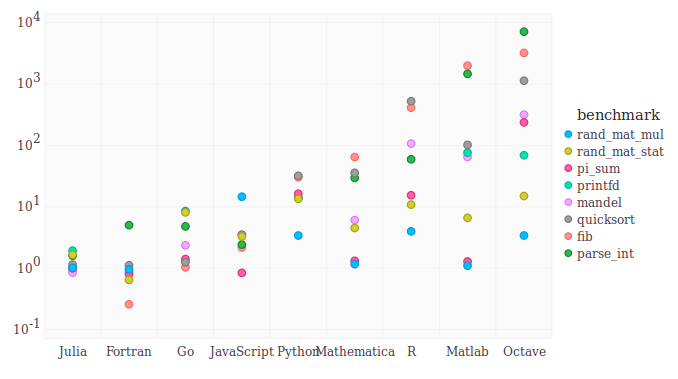 10^4
10^3
10^2
10^1
10^0
10^-1
Julia Fortran Go JavaScript Python Mathematica R Matlab Octave
benchmark
rand_mat_mul
rand_mat_stat
pi_sum
printfd
mandel
quicksort
fib
parse_int